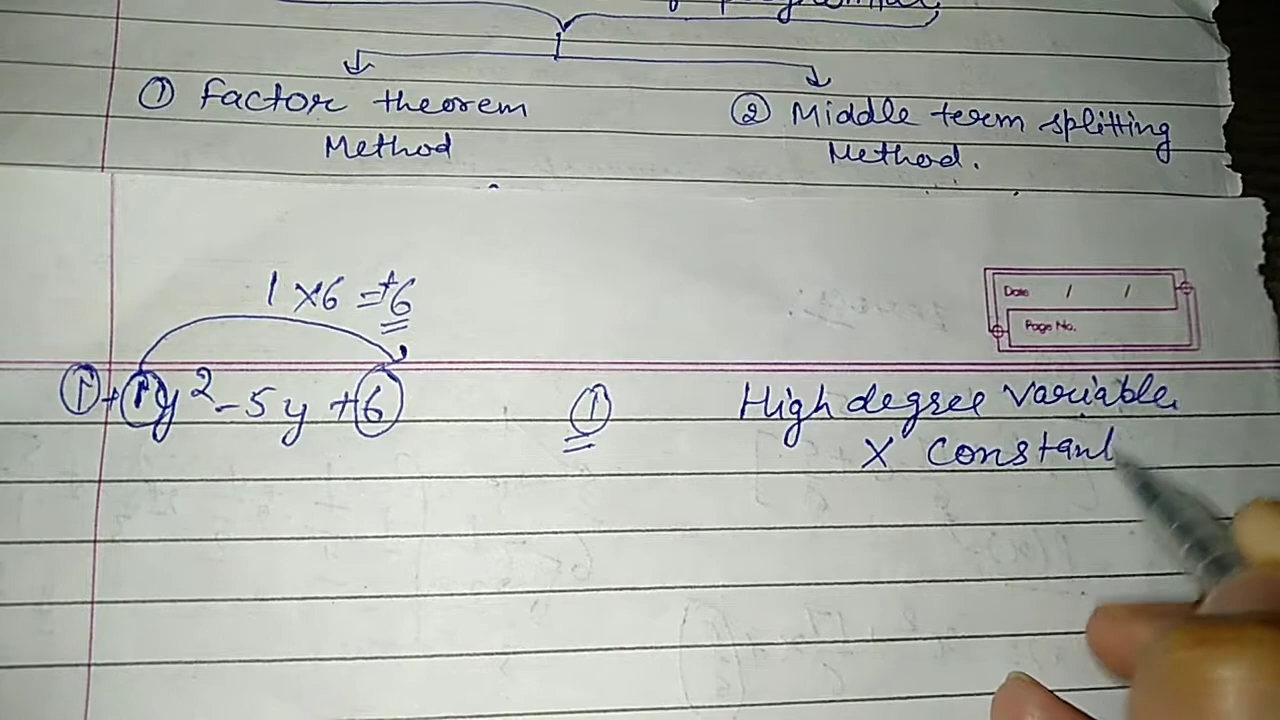 ① Factor theorem
Method
② Middle term splitting
Method.
1 × 6 = +6
Date / /
Page No.
① + 1y² - 5y + 6
①
High degree variable
× constant